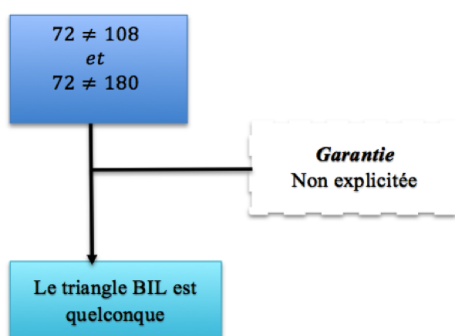 72 ≠ 108
et
72 ≠ 180
Garantie
Non explicitée
Le triangle BIL est
quelconque